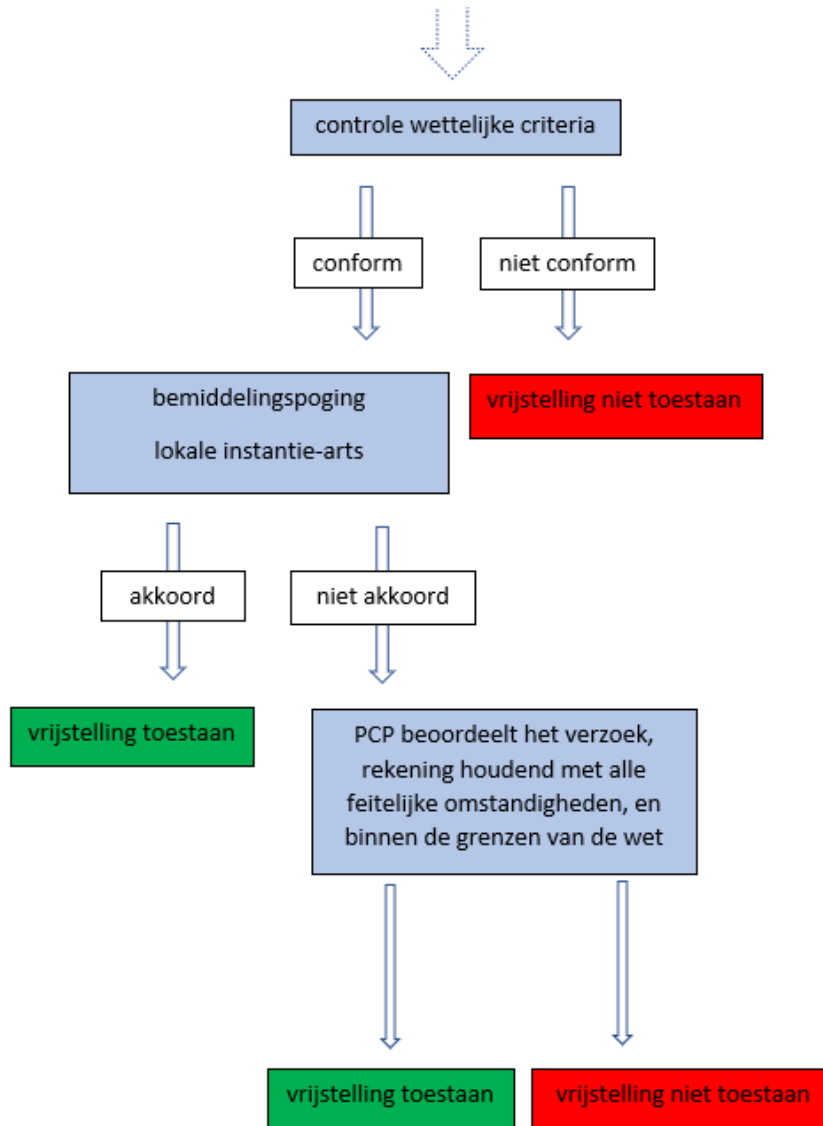 controle wettelijke criteria
conform
niet conform
bemiddelingspoging
lokale instantie-arts
vrijstelling niet toestaan
akkoord
niet akkoord
vrijstelling toestaan
PCP beoordeelt het verzoek,
rekening houdend met alle
feitelijke omstandigheden, en
binnen de grenzen van de wet
vrijstelling toestaan
vrijstelling niet toestaan